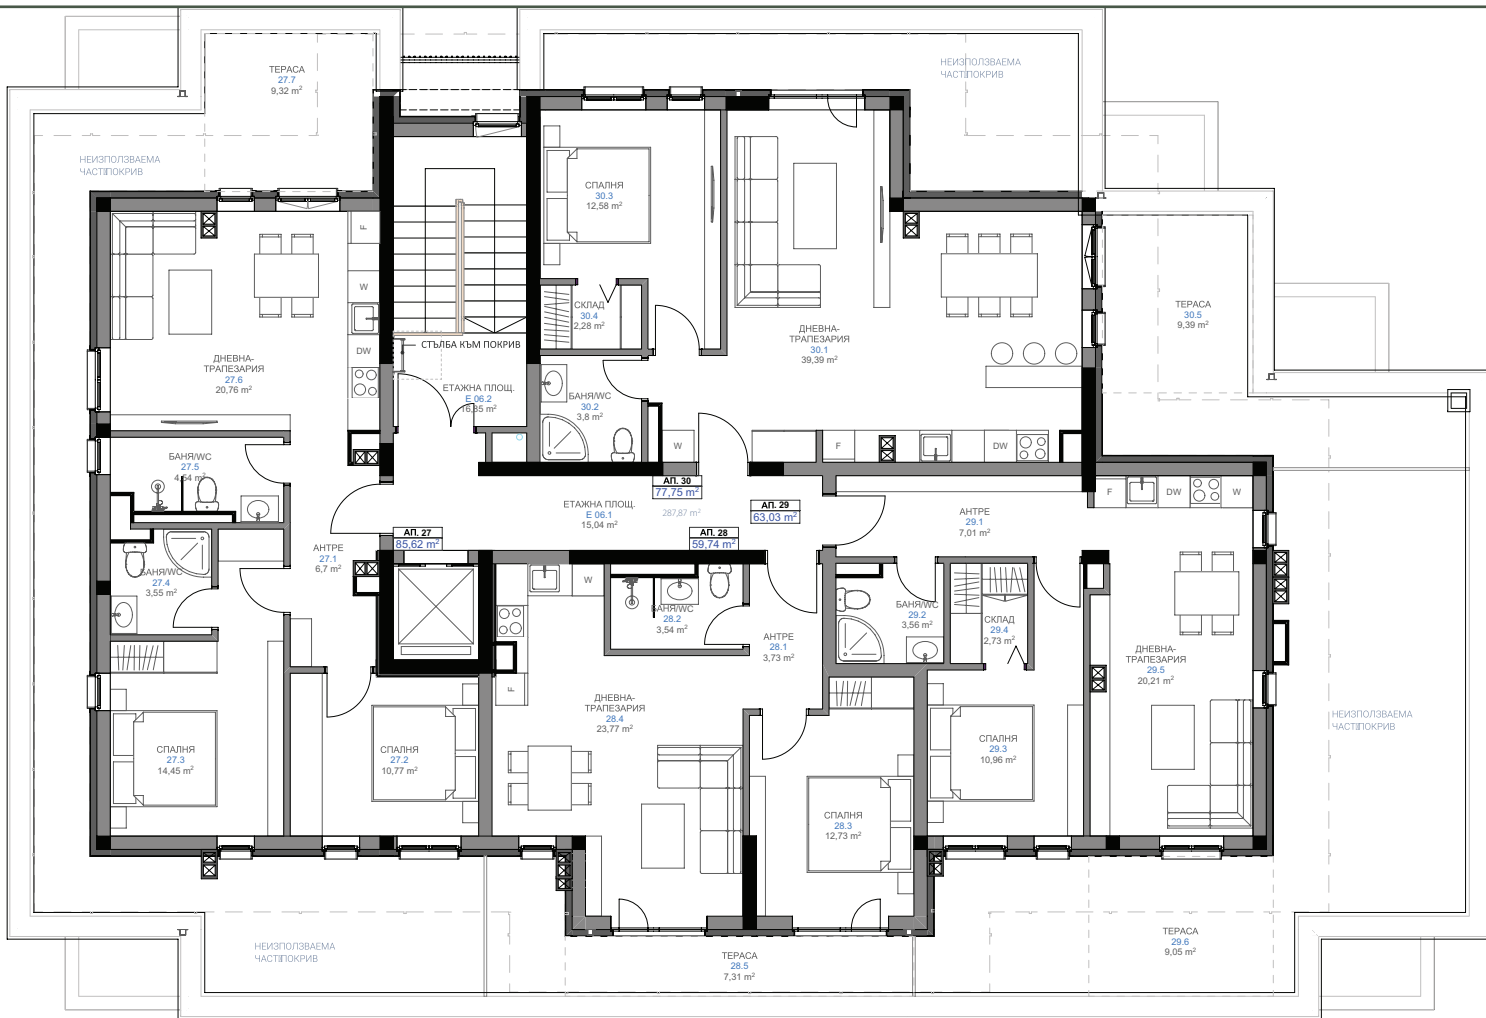 ТЕРАСА
27.7
9,32 m²
НЕИЗПОЛЗВАЕМА
ЧАСТ/ПОКРИВ
НЕИЗПОЛЗВАЕМА
ЧАСТ/ПОКРИВ
СПАЛНЯ
30.3
12,58 m²
СКЛАД
30.4
2,28 m²
ДНЕВНА-
ТРАПЕЗАРИЯ
30.1
39,39 m²
ТЕРАСА
30.5
9,39 m²
F
W
DW
ДНЕВНА-
ТРАПЕЗАРИЯ
27.6
20,76 m²
СТЪЛБА КЪМ ПОКРИВ
ЕТАЖНА ПЛОЩ.
E 06.2
16,85 m²
БАНЯ/WC
30.2
3,8 m²
W
F
DW
БАНЯ/WC
27.5
4,54 m²
АП. 30
77,75 m²
ЕТАЖНА ПЛОЩ.
E 06.1
15,04 m²
287,87 m²
АП. 29
63,03 m²
АП. 27
85,62 m²
АП. 28
59,74 m²
АНТРЕ
29.1
7,01 m²
F
DW
W
АНТРЕ
27.1
6,7 m²
БАНЯ/WC
27.4
3,55 m²
W
БАНЯ/WC
28.2
3,54 m²
АНТРЕ
28.1
3,73 m²
БАНЯ/WC
29.2
3,56 m²
СКЛАД
29.4
2,73 m²
ДНЕВНА-
ТРАПЕЗАРИЯ
29.5
20,21 m²
F
ДНЕВНА-
ТРАПЕЗАРИЯ
28.4
23,77 m²
НЕИЗПОЛЗВАЕМА
ЧАСТ/ПОКРИВ
СПАЛНЯ
27.3
14,45 m²
СПАЛНЯ
27.2
10,77 m²
СПАЛНЯ
29.3
10,96 m²
СПАЛНЯ
28.3
12,73 m²
НЕИЗПОЛЗВАЕМА
ЧАСТ/ПОКРИВ
ТЕРАСА
28.5
7,31 m²
ТЕРАСА
29.6
9,05 m²